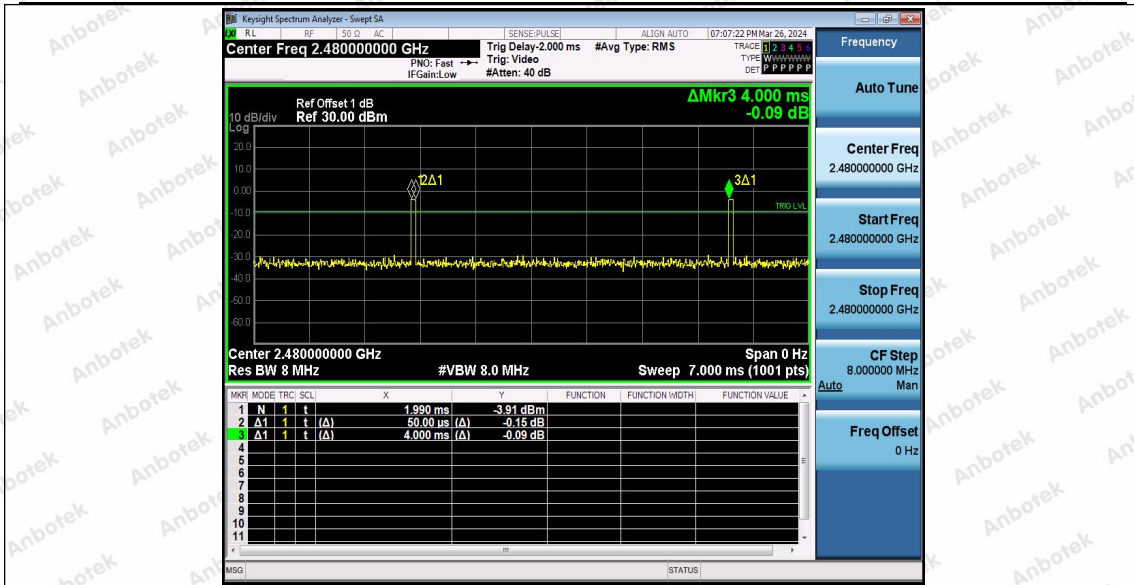 Keysight Spectrum Analyzer - Swept SA
LXI RL RF 50 Ω AC SENSE:PULSE ALIGN AUTO 07:07:22 PM Mar 26, 2024
Center Freq 2.480000000 GHz Trig Delay-2.000 ms #Avg Type: RMS TRACE 1 2 3 4 5 6
PNO: Fast Trig: Video TYPE WWWWWW
IFGain:Low #Atten: 40 dB DET P P P P P P
Frequency
Auto Tune
Center Freq
2.480000000 GHz
Start Freq
2.480000000 GHz
Stop Freq
2.480000000 GHz
CF Step
8.000000 MHz
Auto Man
Freq Offset
0 Hz
ΔMkr3 4.000 ms
-0.09 dB
Ref Offset 1 dB
10 dB/div Ref 30.00 dBm
Log
20.0
10.0
0.00
-10.0
-20.0
-30.0
-40.0
-50.0
-60.0
2Δ1
3Δ1
TRIG LVL
Center 2.480000000 GHz Span 0 Hz
Res BW 8 MHz #VBW 8.0 MHz Sweep 7.000 ms (1001 pts)
MKR MODE TRC SCL X Y FUNCTION FUNCTION WIDTH FUNCTION VALUE
1 N 1 t 1.990 ms -3.91 dBm
2 Δ1 1 t (Δ) 50.00 µs (Δ) -0.15 dB
3 Δ1 1 t (Δ) 4.000 ms (Δ) -0.09 dB
4
5
6
7
8
9
10
11
MSG STATUS
Anbotek